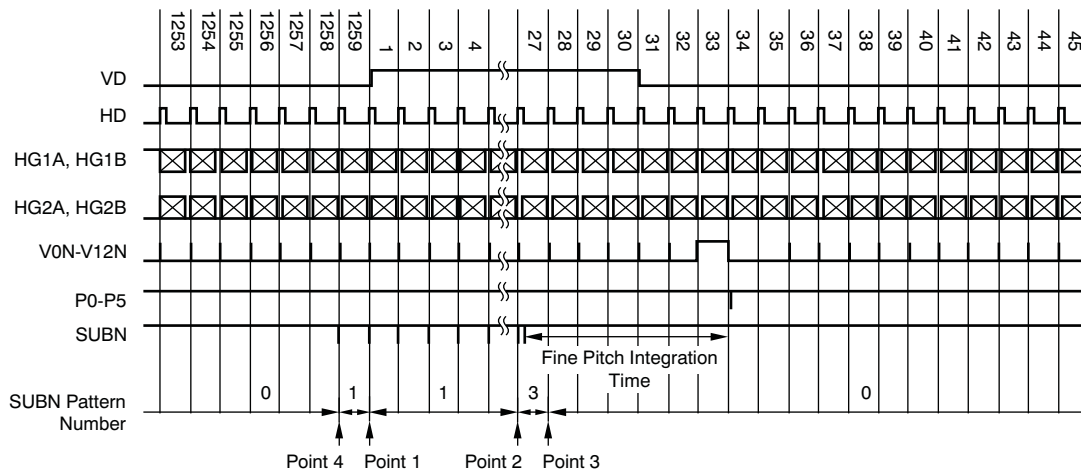 1253 1254 1255 1256 1257 1258 1259 1 2 3 4 27 28 29 30 31 32 33 34 35 36 37 38 39 40 41 42 43 44 45
VD
HD
HG1A, HG1B
HG2A, HG2B
V0N-V12N
P0-P5
SUBN
Fine Pitch Integration
Time
SUBN Pattern
Number
0 1 1 3 0
Point 4 Point 1 Point 2 Point 3